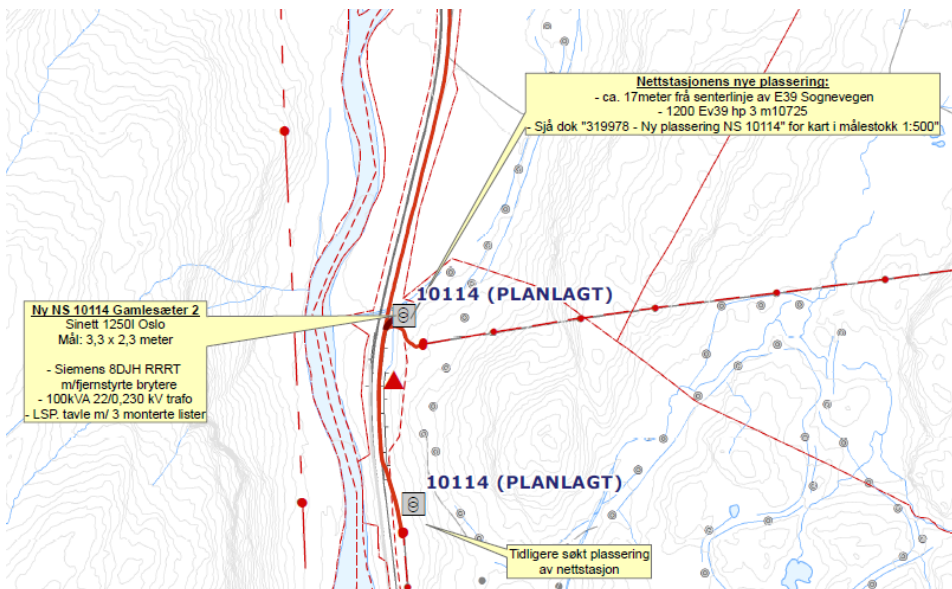 Nettstasjonens nye plassering:
- ca. 17meter frå senterlinje av E39 Sognevegen
- 1200 Ev39 hp 3 m10725
- Sjå dok "319978 - Ny plassering NS 10114" for kart i målestokk 1:500"
10114 (PLANLAGT)
Ny NS 10114 Gamlesæter 2
Sinett 1250I Oslo
Mål: 3,3 x 2,3 meter
- Siemens 8DJH RRRT
m/fjernstyrte brytere
- 100kVA 22/0,230 kV trafo
- LSP. tavle m/ 3 monterte lister
10114 (PLANLAGT)
Tidligere søkt plassering
av nettstasjon